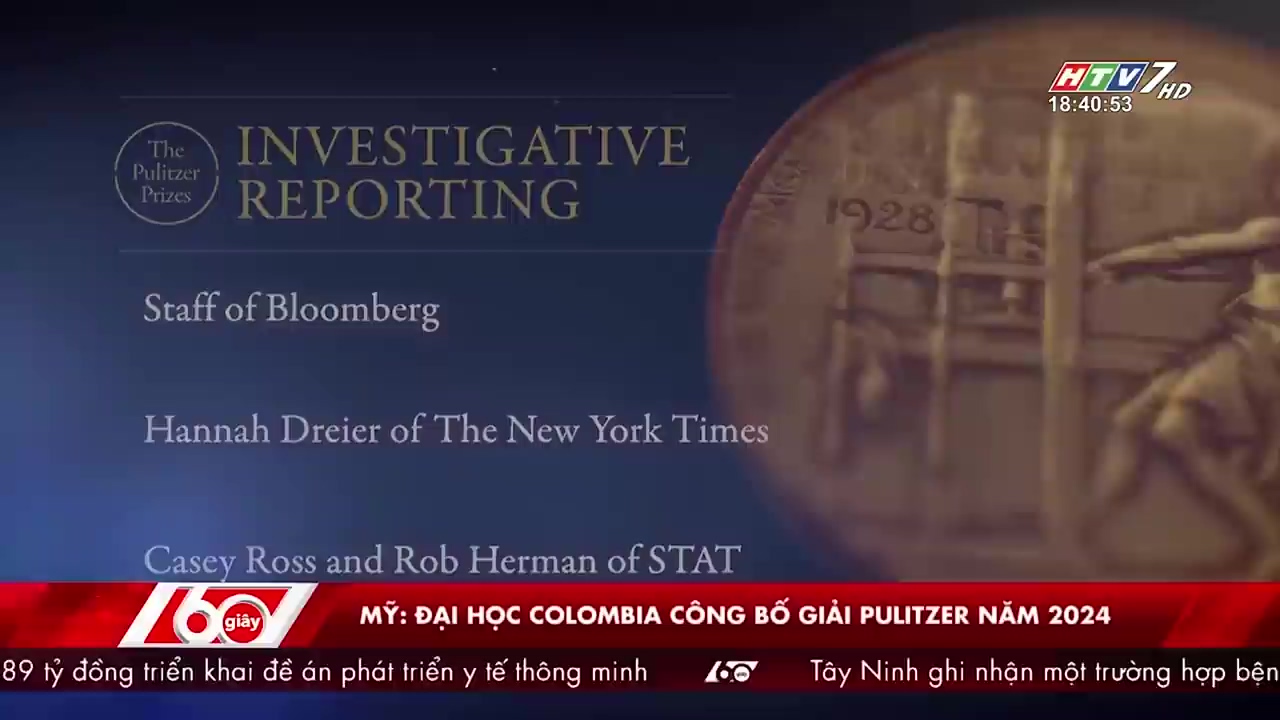 HTV7 HD
18:40:53
The
Pulitzer
Prizes
INVESTIGATIVE
REPORTING
1928
Staff of Bloomberg
Hannah Dreier of The New York Times
Casey Ross and Rob Herman of STAT
60 giây
MỸ: ĐẠI HỌC COLOMBIA CÔNG BỐ GIẢI PULITZER NĂM 2024
89 tỷ đồng triển khai đề án phát triển y tế thông minh
60 giây
Tây Ninh ghi nhận một trường hợp bện